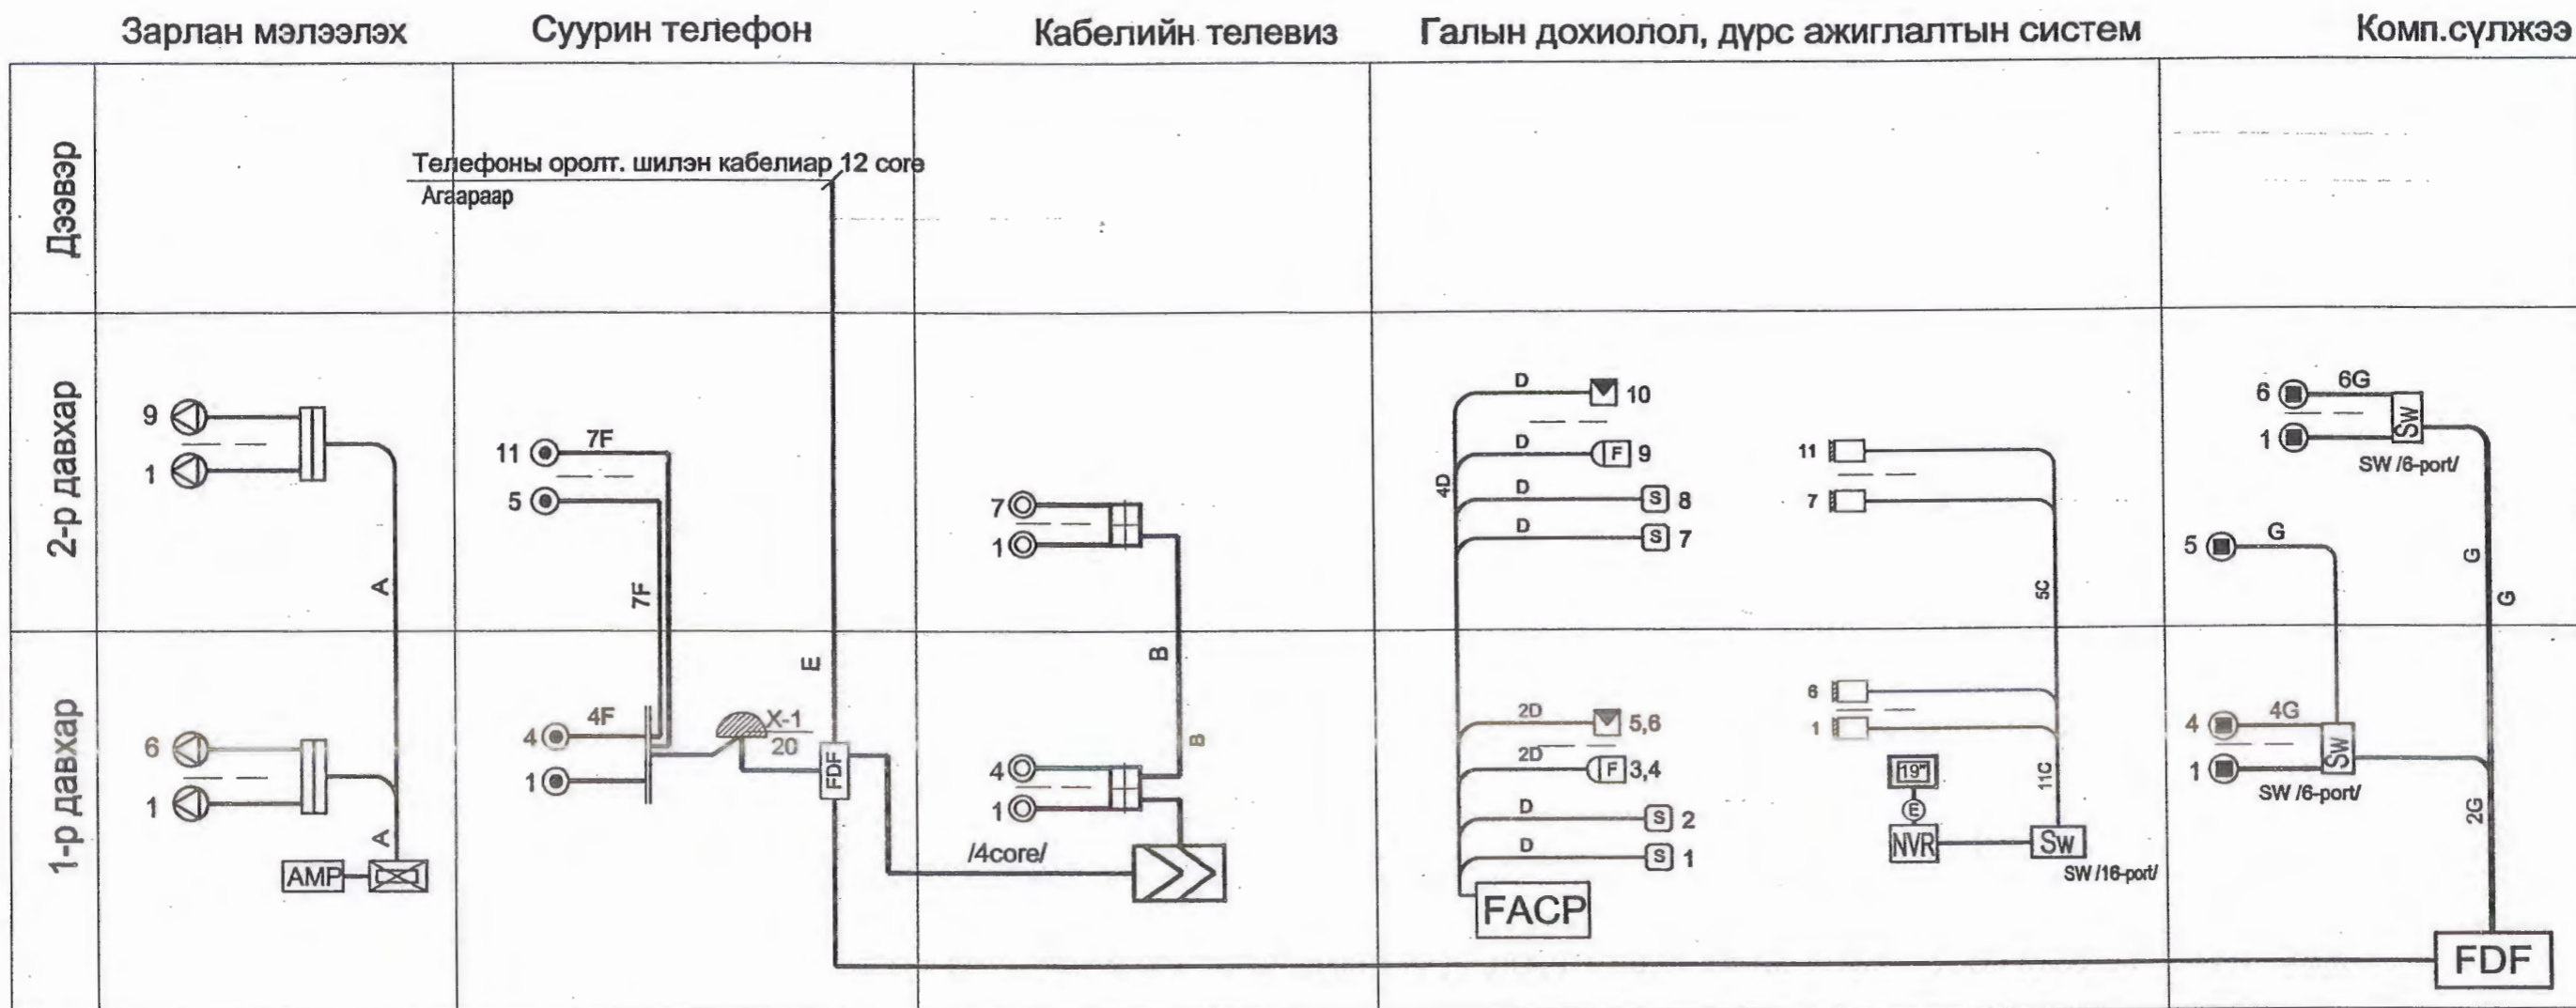 Зарлан мэлээлэх
Суурин телефон
Кабелийн телевиз
Галын дохиолол, дүрс ажиглалтын систем
Комп.сүлжээ
Дээвэр
Телефоны оролт. шилэн кабелиар 12 core
Агаараар
2-р давхар
9
1
A
11
7F
5
7F
7
1
D
10
D
F
9
4D
D
S
8
D
S
7
11
7
5C
6
6G
1
SW
SW /6-port/
5
G
G
G
1-р давхар
6
1
A
AMP
4
4F
1
X-1
20
E
FDF
B
B
4
1
/4core/
2D
5,6
2D
F
3,4
D
S
2
D
S
1
FACP
6
1
19"
E
NVR
11C
Sw
SW /16-port/
4
4G
1
SW
SW /6-port/
2G
FDF